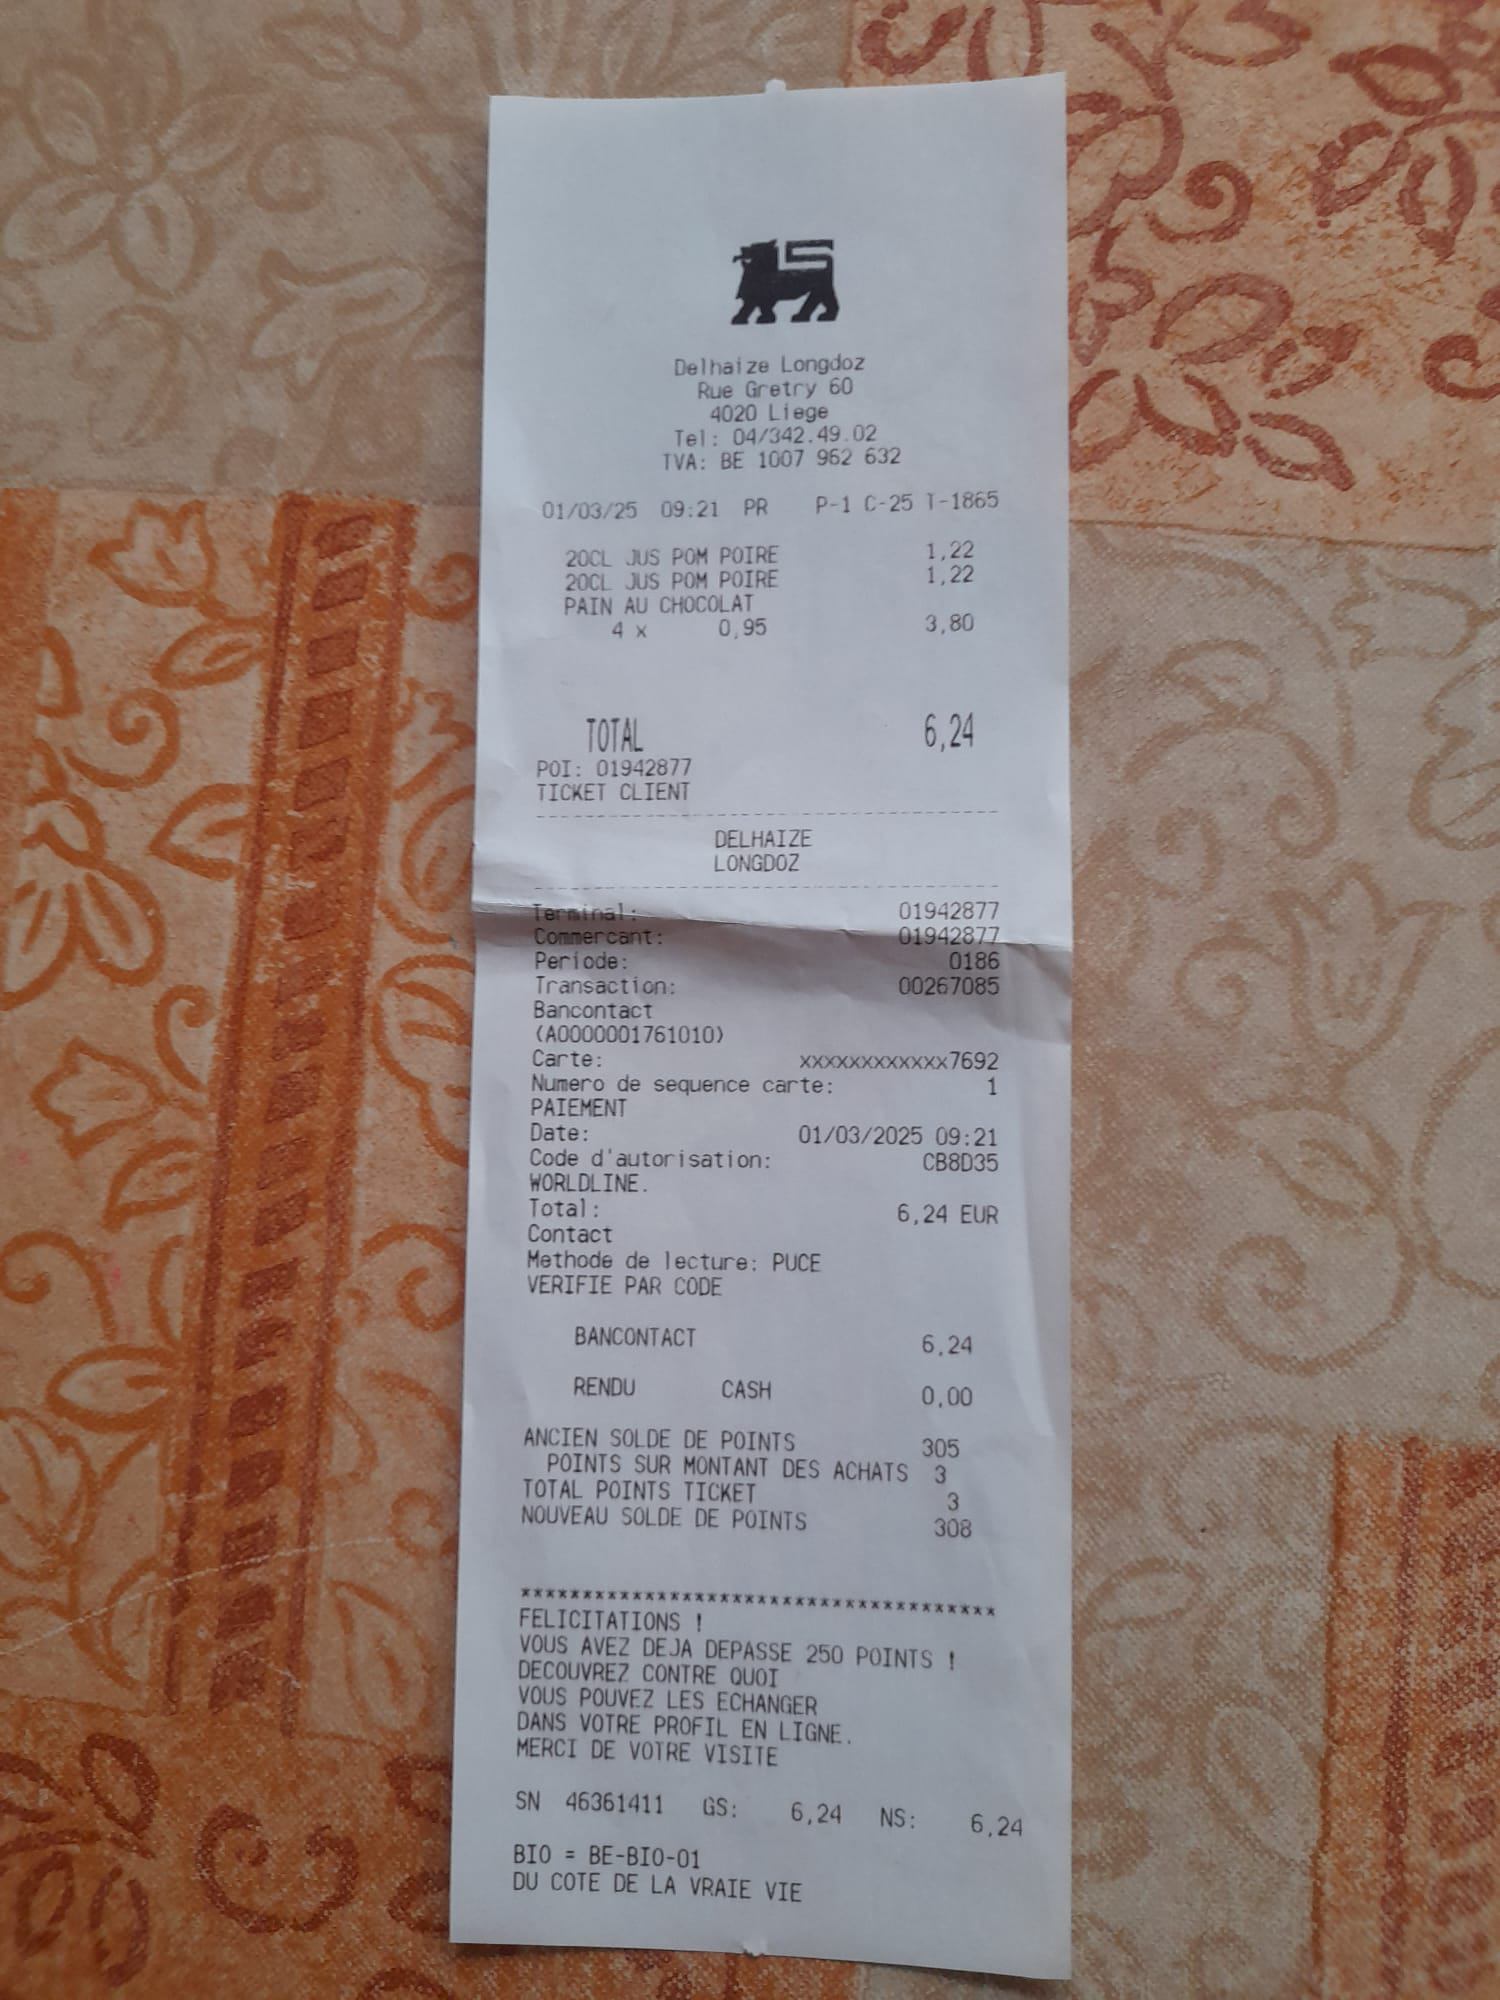 Delhaize Longdoz
Rue Gretry 60
4020 Liege
Tel: 04/342.49.02
TVA: BE 1007 962 632
01/03/25 09:21 PR P-1 C-25 T-1865
20CL JUS POM POIRE 1,22
20CL JUS POM POIRE 1,22
PAIN AU CHOCOLAT
4 x 0,95 3,80
TOTAL 6,24
POI: 01942877
TICKET CLIENT
DELHAIZE
LONGDOZ
Terminal: 01942877
Commercant: 01942877
Periode: 0186
Transaction: 00267085
Bancontact
(A0000001761010)
Carte: xxxxxxxxxxxx7692
Numero de sequence carte: 1
PAIEMENT
Date: 01/03/2025 09:21
Code d'autorisation: CB8D35
WORLDLINE.
Total: 6,24 EUR
Contact
Methode de lecture: PUCE
VERIFIE PAR CODE
BANCONTACT 6,24
RENDU CASH 0,00
ANCIEN SOLDE DE POINTS 305
POINTS SUR MONTANT DES ACHATS 3
TOTAL POINTS TICKET 3
NOUVEAU SOLDE DE POINTS 308
***************************************
FELICITATIONS !
VOUS AVEZ DEJA DEPASSE 250 POINTS !
DECOUVREZ CONTRE QUOI
VOUS POUVEZ LES ECHANGER
DANS VOTRE PROFIL EN LIGNE.
MERCI DE VOTRE VISITE
SN 46361411 GS: 6,24 NS: 6,24
BIO = BE-BIO-01
DU COTE DE LA VRAIE VIE